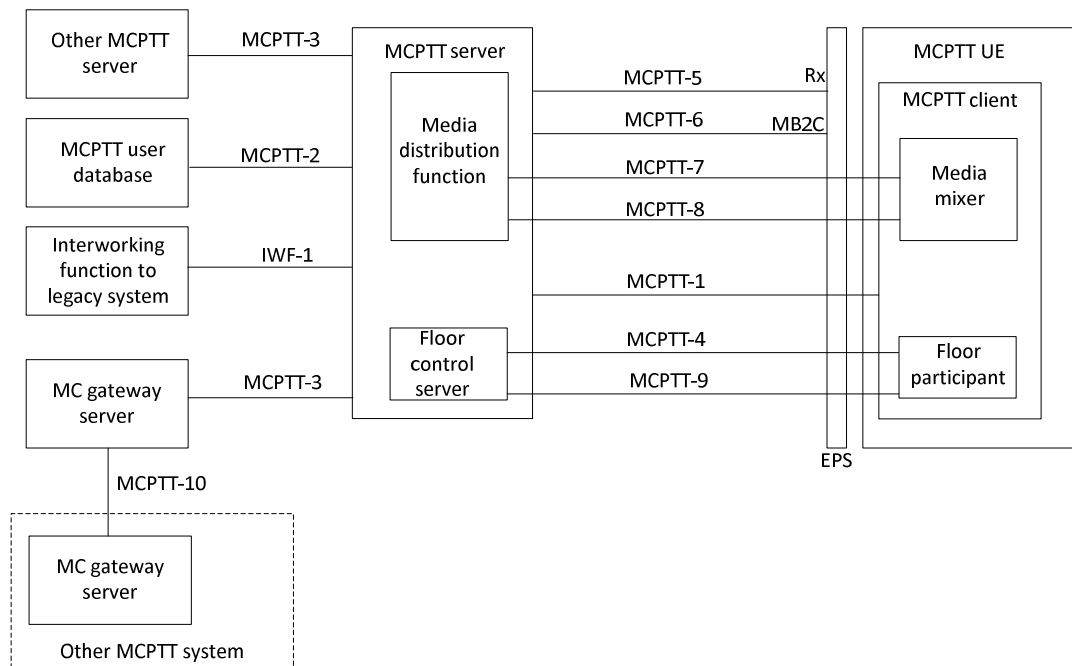 Other MCPTT
server
MCPTT-3
MCPTT server
MCPTT UE
MCPTT-5
Rx
MCPTT client
MCPTT-6
MB2C
MCPTT user
database
MCPTT-2
Media
distribution
function
MCPTT-7
Media
mixer
MCPTT-8
Interworking
function to
legacy system
IWF-1
MCPTT-1
Floor
control
server
MCPTT-4
Floor
participant
MCPTT-9
MC gateway
server
MCPTT-3
EPS
MCPTT-10
MC gateway
server
Other MCPTT system